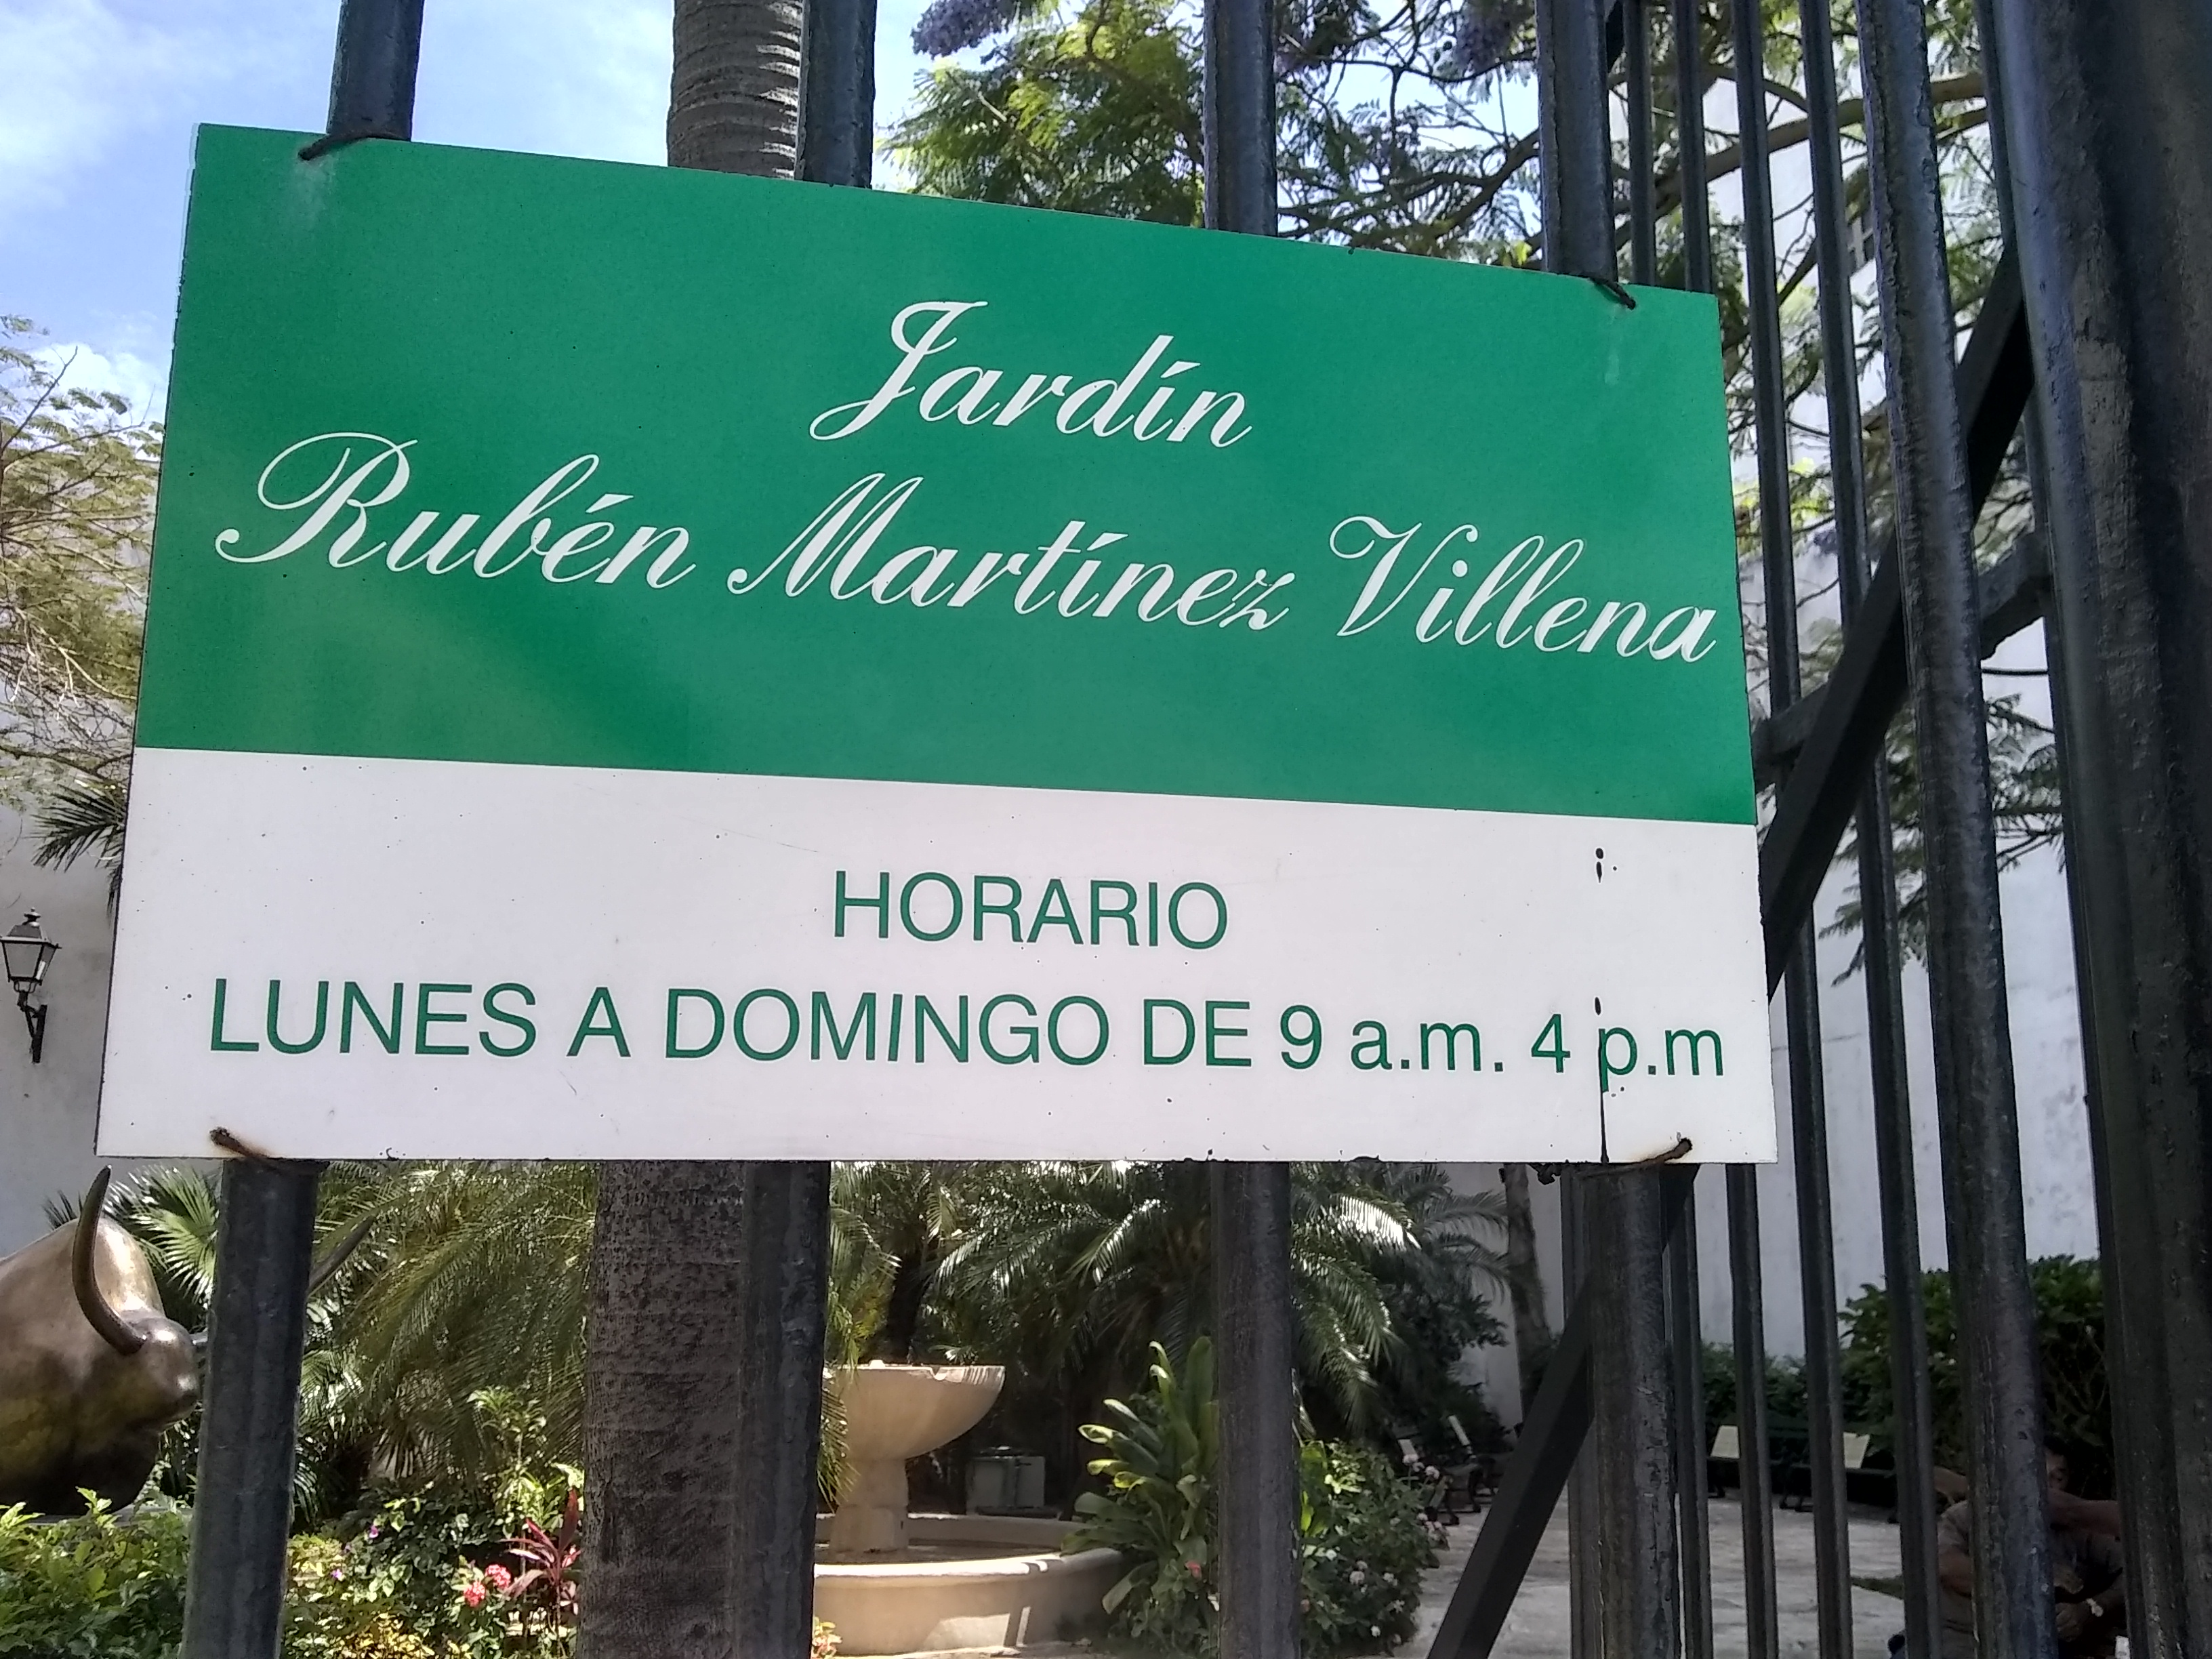 Jardín
Rubén Martínez Villena
HORARIO
LUNES A DOMINGO DE 9 a.m. 4 p.m